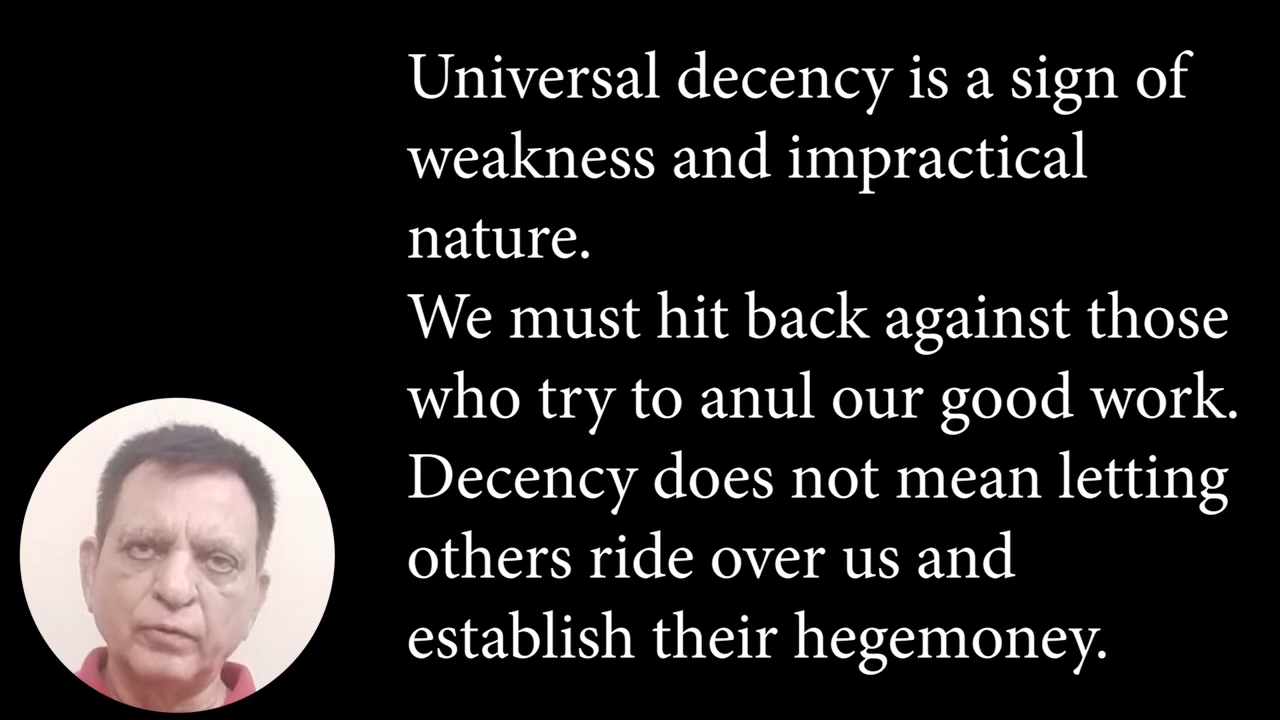 Universal decency is a sign of
weakness and impractical
nature.
We must hit back against those
who try to anul our good work.
Decency does not mean letting
others ride over us and
establish their hegemoney.